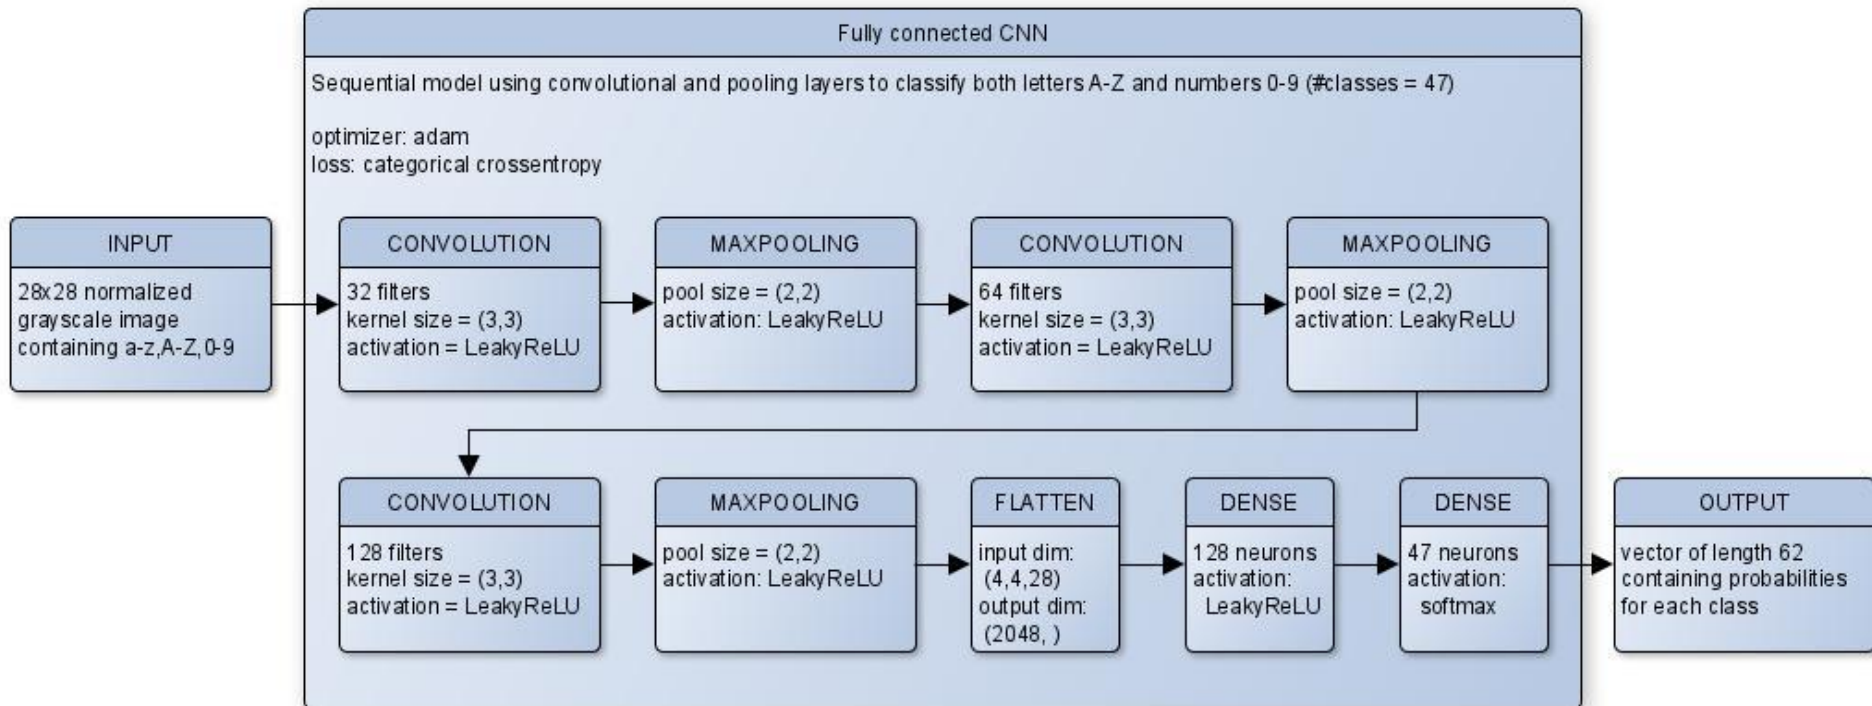 Fully connected CNN
Sequential model using convolutional and pooling layers to classify both letters A-Z and numbers 0-9 (#classes = 47)
optimizer: adam
loss: categorical crossentropy
INPUT
28x28 normalized
grayscale image
containing a-z,A-Z,0-9
CONVOLUTION
32 filters
kernel size = (3,3)
activation = LeakyReLU
MAXPOOLING
pool size = (2,2)
activation: LeakyReLU
CONVOLUTION
64 filters
kernel size = (3,3)
activation = LeakyReLU
MAXPOOLING
pool size = (2,2)
activation: LeakyReLU
CONVOLUTION
128 filters
kernel size = (3,3)
activation = LeakyReLU
MAXPOOLING
pool size = (2,2)
activation: LeakyReLU
FLATTEN
input dim:
(4,4,28)
output dim:
(2048, )
DENSE
128 neurons
activation:
LeakyReLU
DENSE
47 neurons
activation:
softmax
OUTPUT
vector of length 62
containing probabilities
for each class